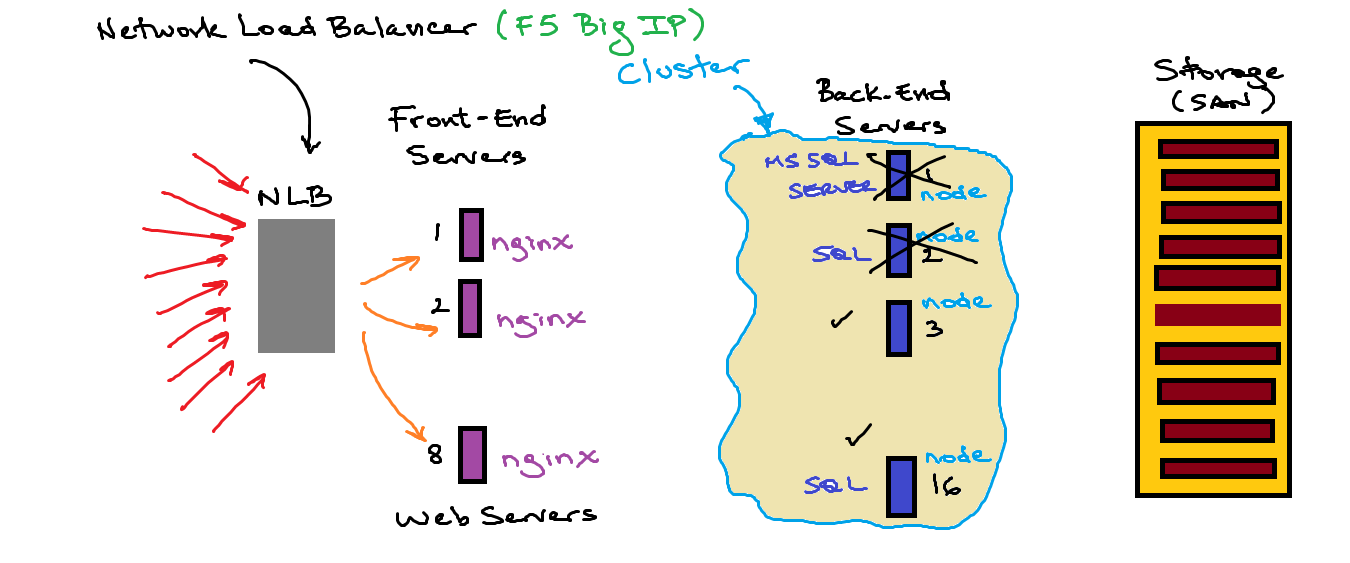 Network Load Balancer (F5 Big IP)
Cluster
Storage
(SAN)
Back-End
Servers
Front-End
Servers
NLB
MS SQL
SERVER
1
node
1
nginx
node
SQL
2
2
nginx
node
3
8
nginx
node
SQL
16
Web Servers